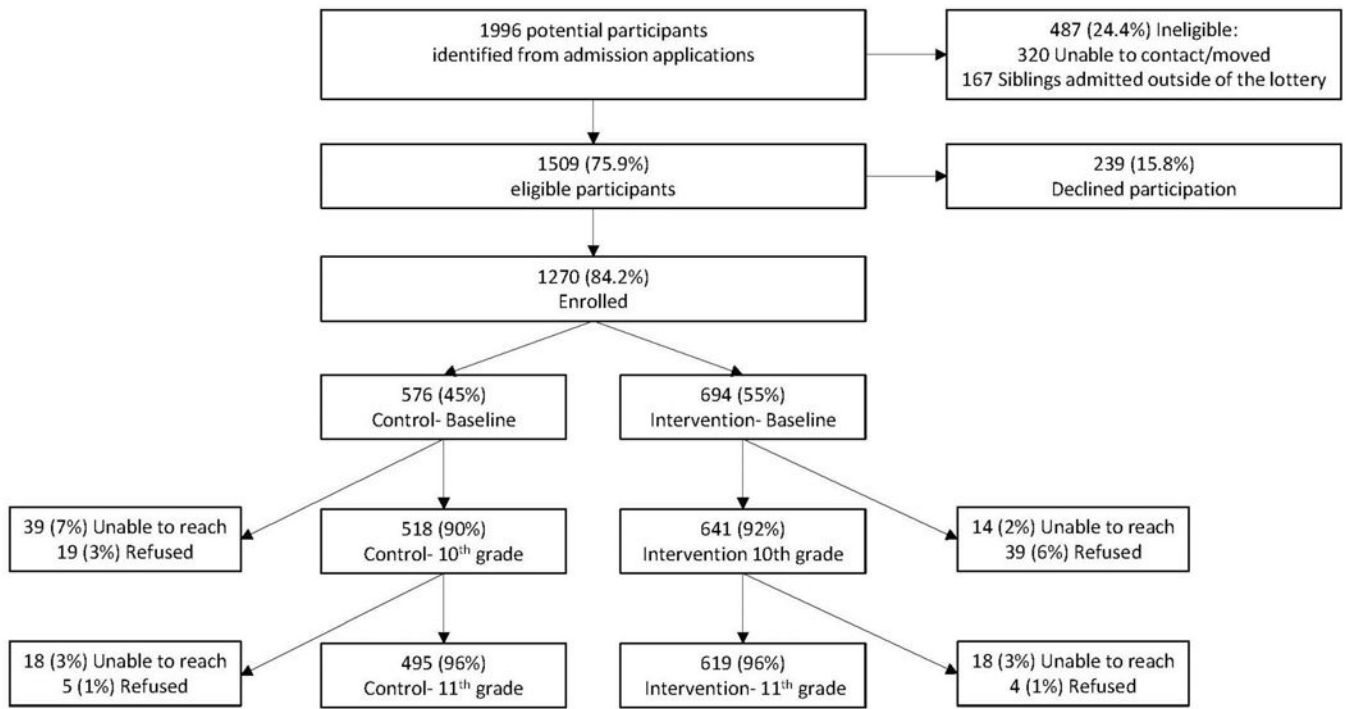 1996 potential participants
identified from admission applications
487 (24.4%) Ineligible:
320 Unable to contact/moved
167 Siblings admitted outside of the lottery
1509 (75.9%)
eligible participants
239 (15.8%)
Declined participation
1270 (84.2%)
Enrolled
576 (45%)
Control- Baseline
694 (55%)
Intervention- Baseline
39 (7%) Unable to reach
19 (3%) Refused
518 (90%)
Control- 10th grade
641 (92%)
Intervention 10th grade
14 (2%) Unable to reach
39 (6%) Refused
18 (3%) Unable to reach
5 (1%) Refused
495 (96%)
Control- 11th grade
619 (96%)
Intervention- 11th grade
18 (3%) Unable to reach
4 (1%) Refused